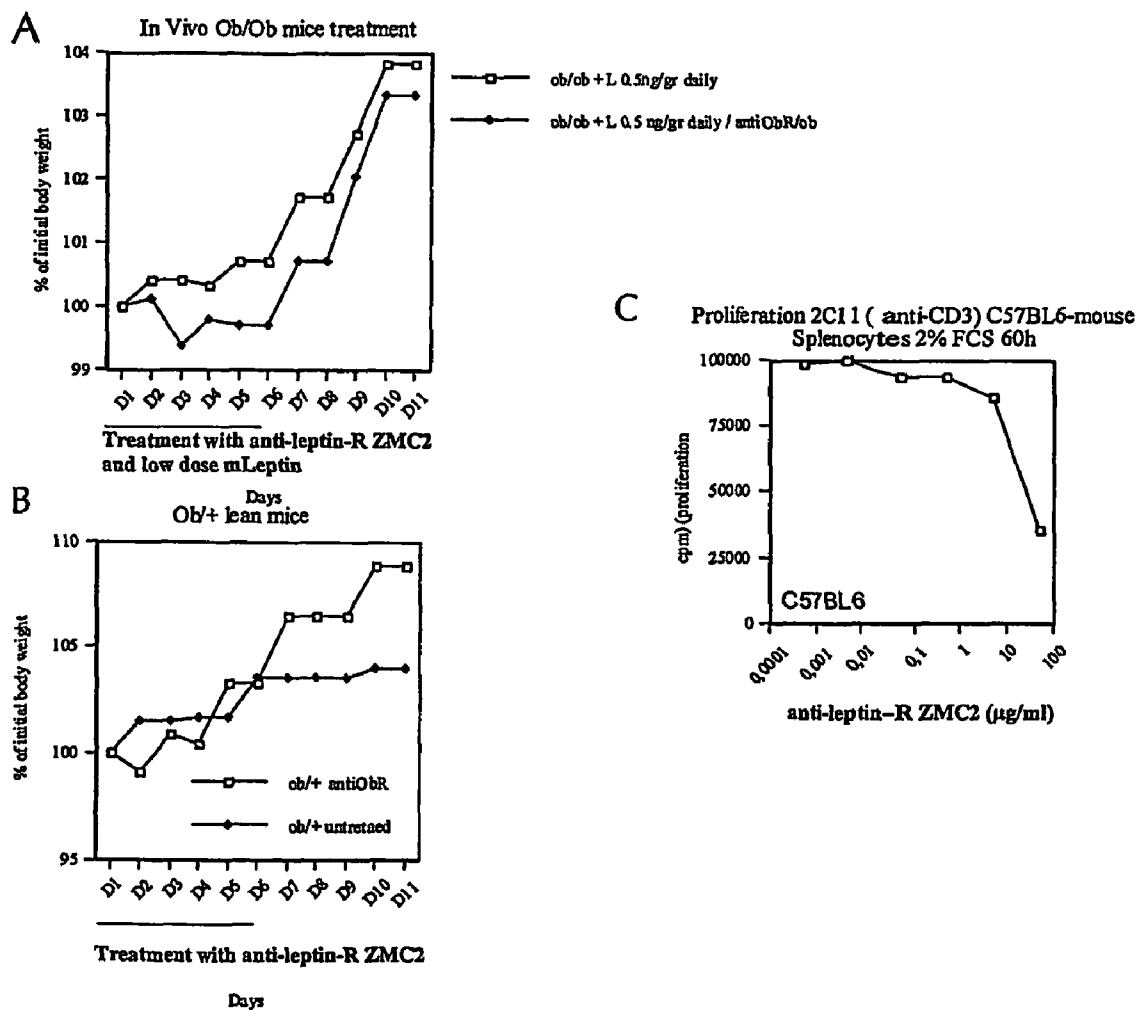 A
In Vivo Ob/Ob mice treatment
104
103
102
101
100
99
% of initial body weight
D1 D2 D3 D4 D5 D6 D7 D8 D9 D10 D11
ob/ob + L 0.5ng/gr daily
ob/ob + L 0.5 ng/gr daily / antiObR/ob
Treatment with anti-leptin-R ZMC2
and low dose mLeptin
Days
B
Ob/+ lean mice
110
105
100
95
% of initial body weight
ob/+ antiObR
ob/+ untretaed
D1 D2 D3 D4 D5 D6 D7 D8 D9 D10 D11
Treatment with anti-leptin-R ZMC2
Days
C
Proliferation 2C11 ( anti-CD3) C57BL6-mouse
Splenocytes 2% FCS 60h
100000
75000
50000
25000
0
cpm) (proliferation
C57BL6
0,0001 0,001 0,01 0,1 1 10 100
anti-leptin-R ZMC2 (µg/ml)